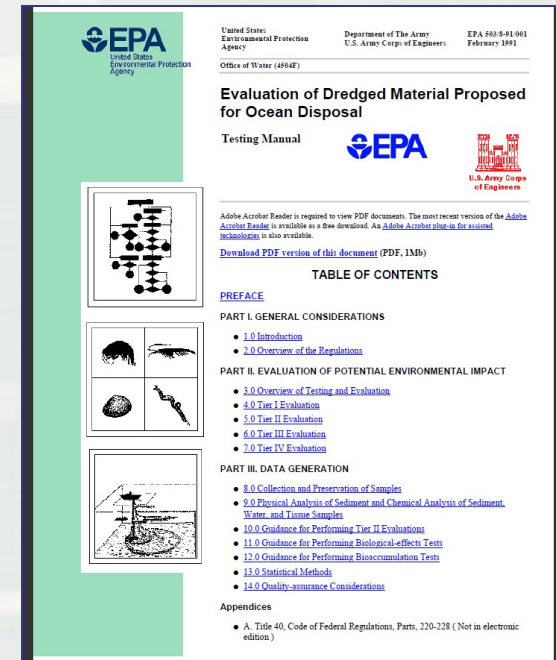 EPA
United States
Environmental Protection
Agency
United States
Environmental Protection
Agency
Department of The Army
U.S. Army Corps of Engineers
EPA 503/8-91/001
February 1991
Office of Water (4504F)
Evaluation of Dredged Material Proposed
for Ocean Disposal
Testing Manual
EPA
U.S. Army Corps
of Engineers
Adobe Acrobat Reader is required to view PDF documents. The most recent version of the Adobe
Acrobat Reader is available as a free download. An Adobe Acrobat plug-in for assisted
technologies is also available.
Download PDF version of this document (PDF, 1Mb)
TABLE OF CONTENTS
PREFACE
PART I. GENERAL CONSIDERATIONS
● 1.0 Introduction
● 2.0 Overview of the Regulations
PART II. EVALUATION OF POTENTIAL ENVIRONMENTAL IMPACT
● 3.0 Overview of Testing and Evaluation
● 4.0 Tier I Evaluation
● 5.0 Tier II Evaluation
● 6.0 Tier III Evaluation
● 7.0 Tier IV Evaluation
PART III. DATA GENERATION
● 8.0 Collection and Preservation of Samples
● 9.0 Physical Analysis of Sediment and Chemical Analysis of Sediment,
Water, and Tissue Samples
● 10.0 Guidance for Performing Tier II Evaluations
● 11.0 Guidance for Performing Biological-effects Tests
● 12.0 Guidance for Performing Bioaccumulation Tests
● 13.0 Statistical Methods
● 14.0 Quality-assurance Considerations
Appendices
● A. Title 40, Code of Federal Regulations, Parts, 220-228 ( Not in electronic
edition )